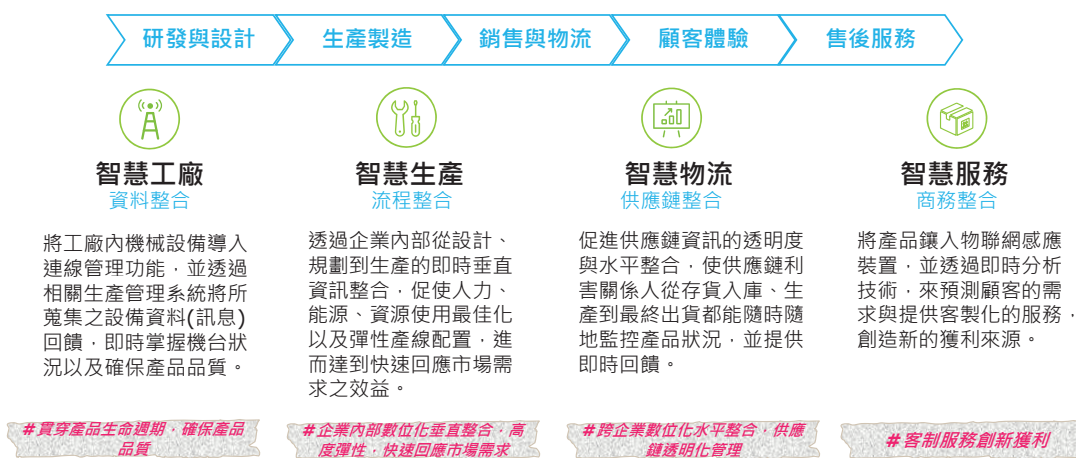 研發與設計
生產製造
銷售與物流
顧客體驗
售後服務
智慧工廠
資料整合
將工廠內機械設備導入
連線管理功能，並透過
相關生產管理系統將所
蒐集之設備資料(訊息)
回饋，即時掌握機台狀
況以及確保產品品質。
#貫穿產品生命週期，確保產品
品質
智慧生產
流程整合
透過企業內部從設計、
規劃到生產的即時垂直
資訊整合，促使人力、
能源、資源使用最佳化
以及彈性產線配置，進
而達到快速回應市場需
求之效益。
#企業內部數位化垂直整合，高
度彈性，快速回應市場需求
智慧物流
供應鏈整合
促進供應鏈資訊的透明度
與水平整合，使供應鏈利
害關係人從存貨入庫、生
產到最終出貨都能隨時隨
地監控產品狀況，並提供
即時回饋。
#跨企業數位化水平整合，供應
鏈透明化管理
智慧服務
商務整合
將產品鑲入物聯網感應
裝置，並透過即時分析
技術，來預測顧客的需
求與提供客製化的服務，
創造新的獲利來源。
#客制服務創新獲利